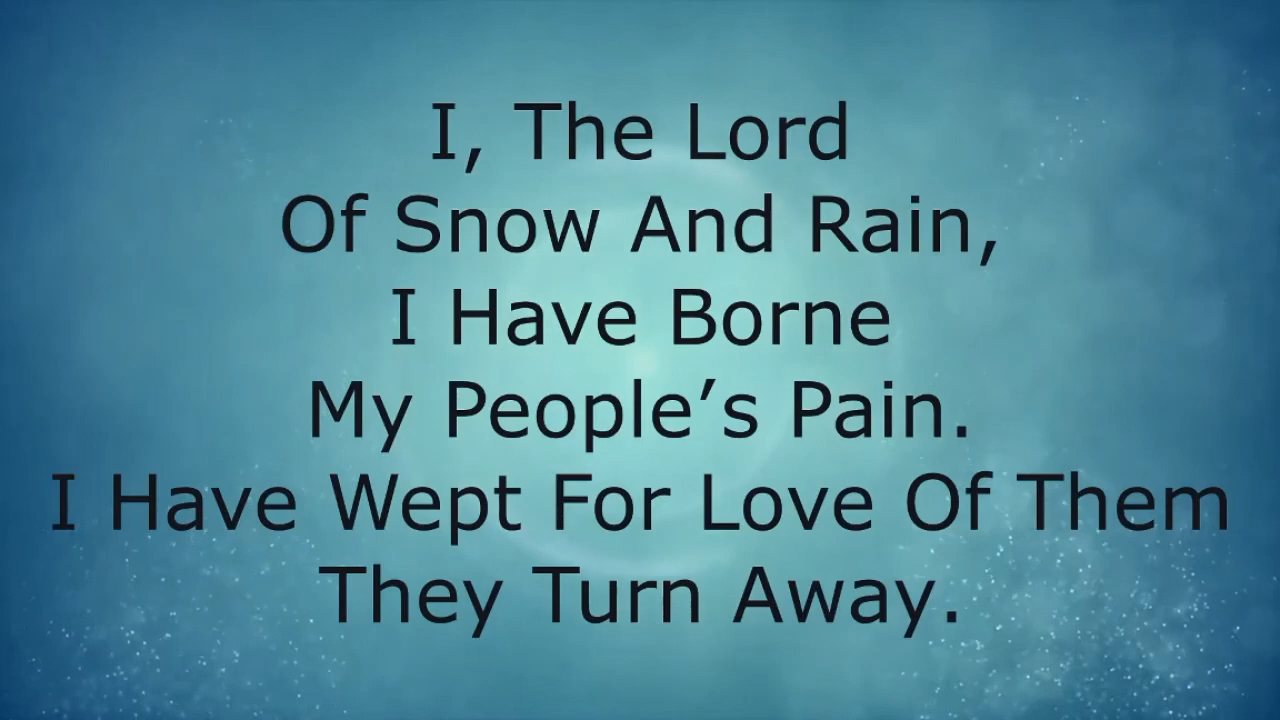 I, The Lord
Of Snow And Rain,
I Have Borne
My People’s Pain.
I Have Wept For Love Of Them
They Turn Away.